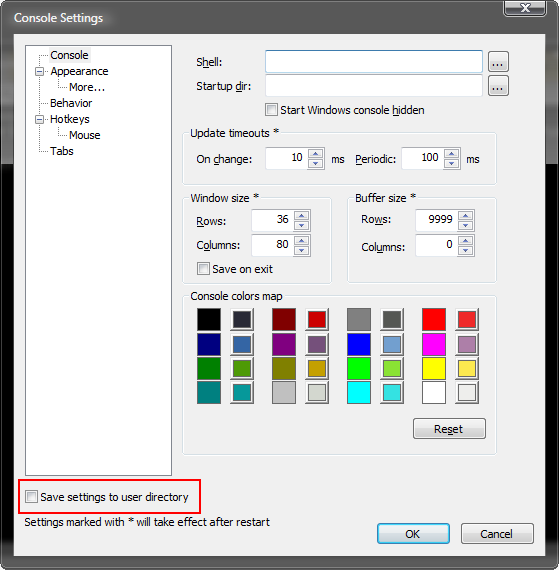 Console Settings
Console
Appearance
More...
Behavior
Hotkeys
Mouse
Tabs
Shell:
...
Startup dir:
...
Start Windows console hidden
Update timeouts *
On change: 10 ms Periodic: 100 ms
Window size *
Rows: 36
Columns: 80
Save on exit
Buffer size *
Rows: 9999
Columns: 0
Console colors map
Reset
Save settings to user directory
Settings marked with * will take effect after restart
OK
Cancel